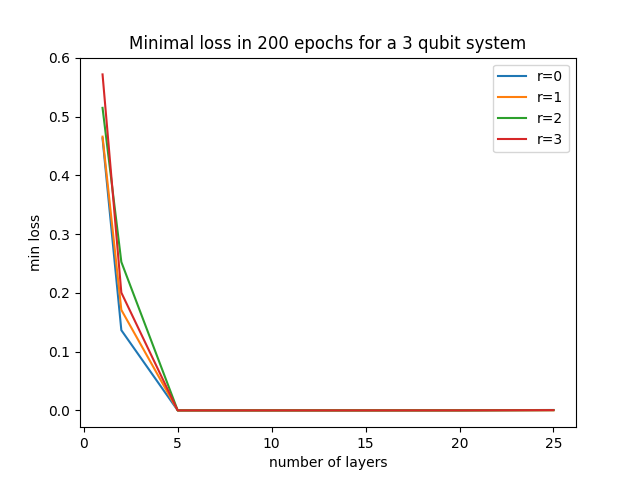 Minimal loss in 200 epochs for a 3 qubit system
0.6
0.5
0.4
0.3
0.2
0.1
0.0
min loss
r=0
r=1
r=2
r=3
0 5 10 15 20 25
number of layers